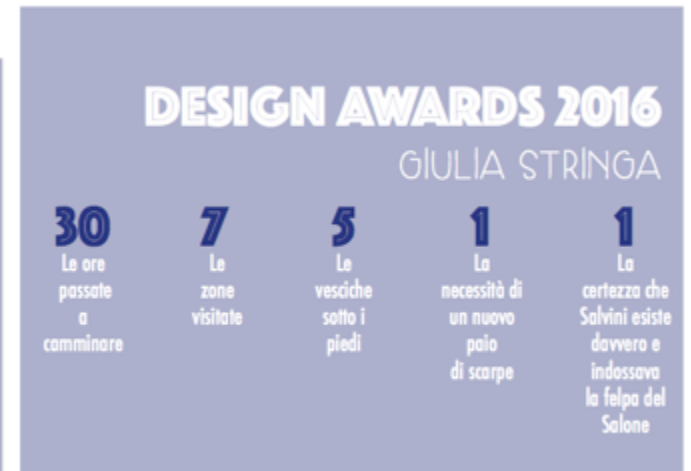 DESIGN AWARDS 2016
GIULIA STRINGA
30
Le ore
passate
a
camminare
7
Le
zone
visitate
5
Le
vesciche
sotto i
piedi
1
La
necessità di
un nuovo
paio
di scarpe
1
La
certezza che
Salvini esiste
davvero e
indossava
la felpa del
Salone